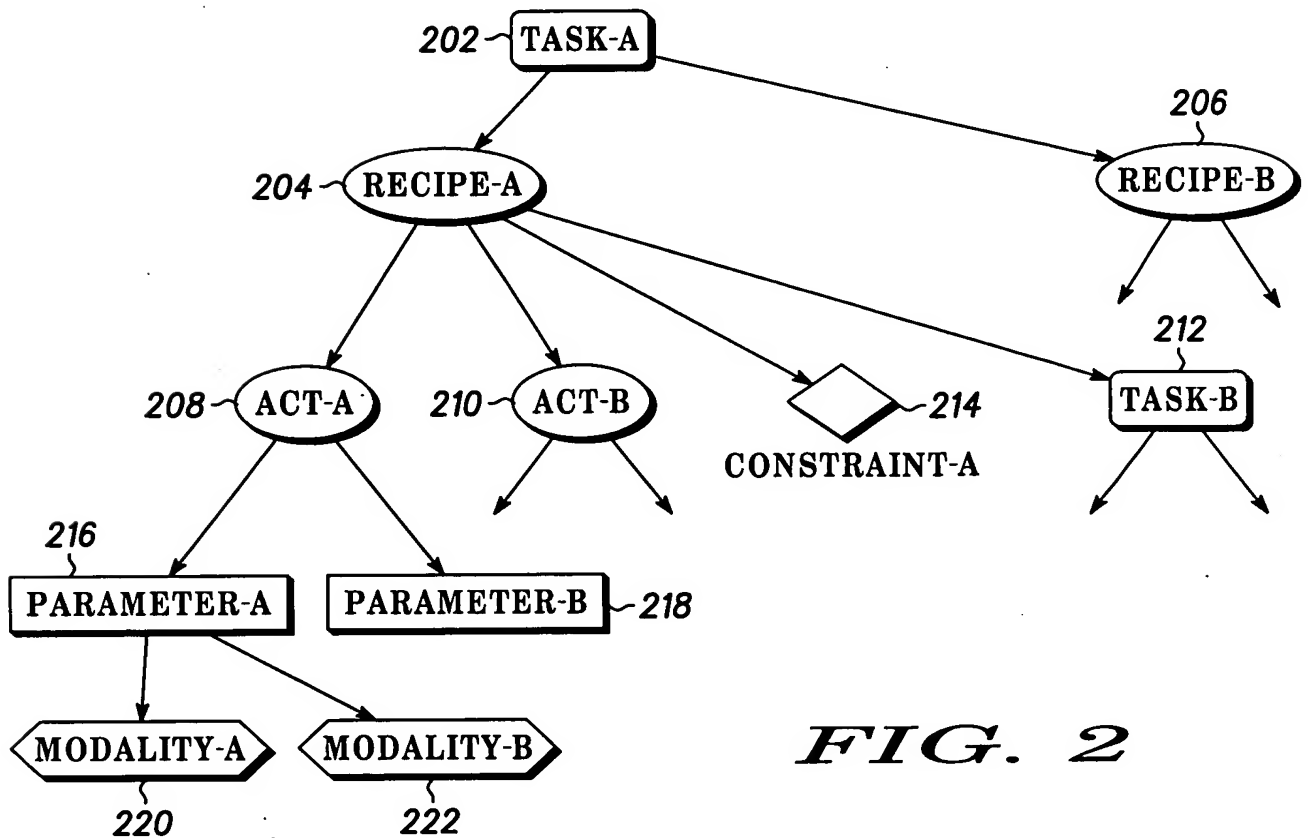 202
TASK-A
206
204
RECIPE-A
RECIPE-B
212
208
ACT-A
210
ACT-B
214
TASK-B
CONSTRAINT-A
216
PARAMETER-A
PARAMETER-B
218
MODALITY-A
MODALITY-B
FIG. 2
220
222